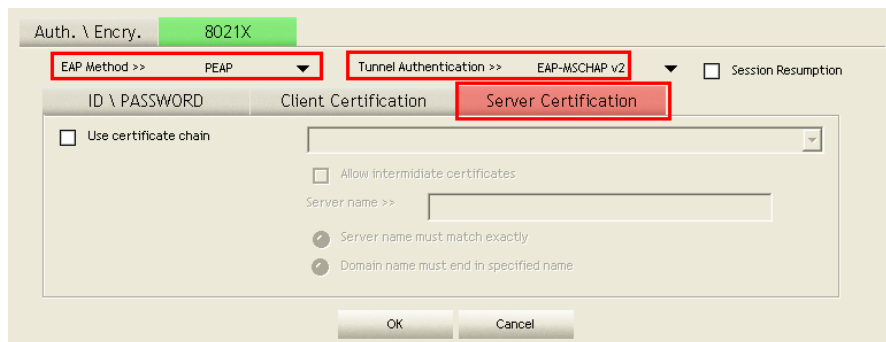 Auth. \ Encry. 8021X
EAP Method >> PEAP Tunnel Authentication >> EAP-MSCHAP v2 Session Resumption
ID \ PASSWORD Client Certification Server Certification
Use certificate chain
Allow intermidiate certificates
Server name >>
Server name must match exactly
Domain name must end in specified name
OK Cancel